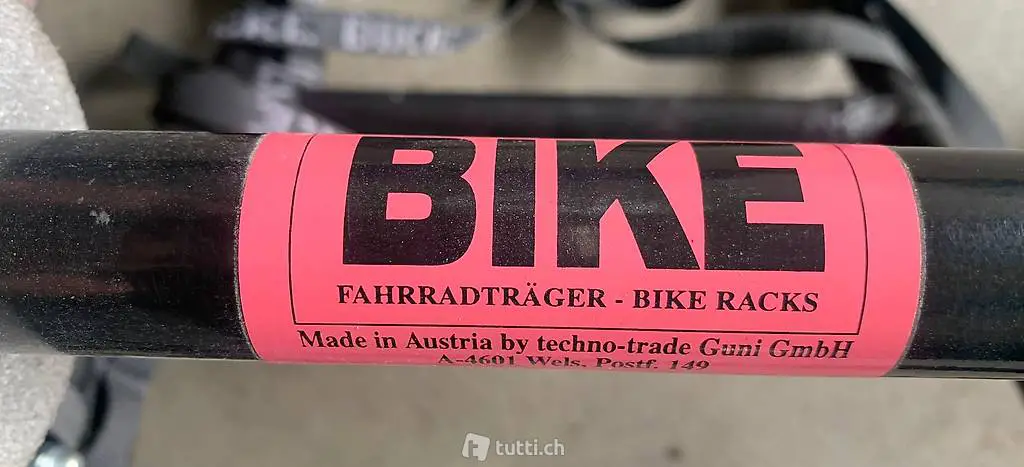 BIKE
FAHRRADTRÄGER - BIKE RACKS
Made in Austria by techno-trade Guni GmbH
A-4601 Wels, Postf. 149
tutti.ch